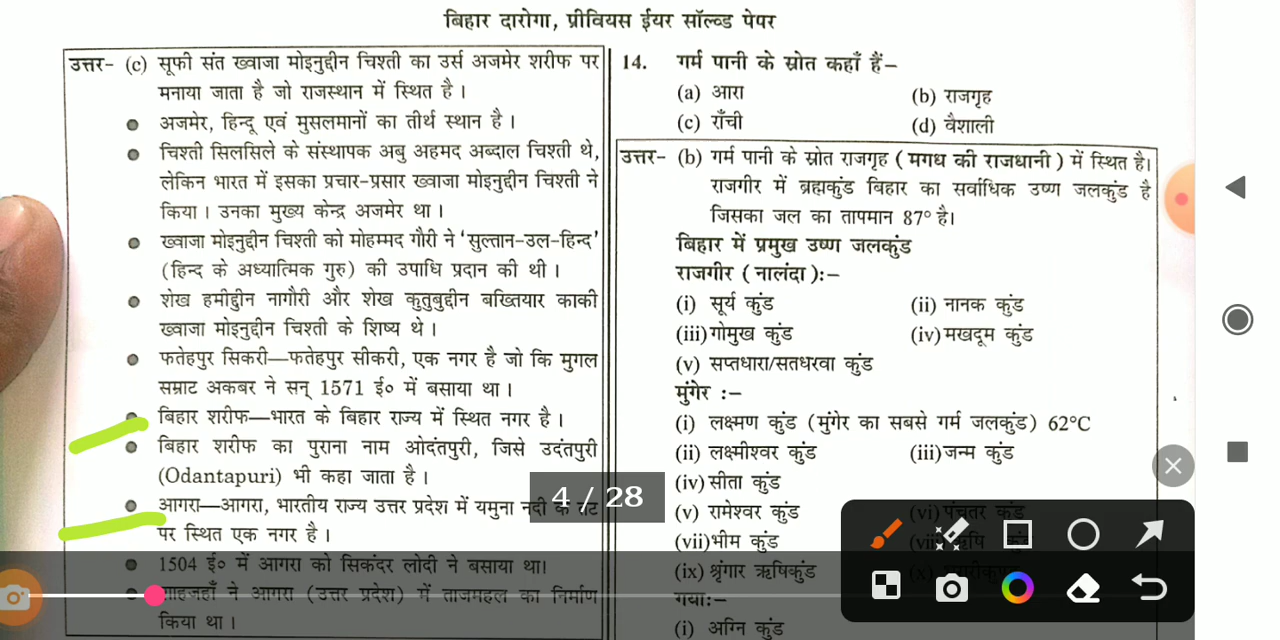 बिहार दारोगा, प्रीवियस ईयर सॉल्व्ड पेपर
उत्तर– (c) सूफी संत ख्वाजा मोइनुद्दीन चिश्ती का उर्स अजमेर शरीफ पर
मनाया जाता है जो राजस्थान में स्थित है।
● अजमेर, हिन्दू एवं मुसलमानों का तीर्थ स्थान है।
● चिश्ती सिलसिले के संस्थापक अबु अहमद अब्दाल चिश्ती थे,
लेकिन भारत में इसका प्रचार-प्रसार ख्वाजा मोइनुद्दीन चिश्ती ने
किया। उनका मुख्य केन्द्र अजमेर था।
● ख्वाजा मोइनुद्दीन चिश्ती को मोहम्मद गौरी ने ‘सुल्तान-उल-हिन्द’
(हिन्द के अध्यात्मिक गुरु) की उपाधि प्रदान की थी।
● शेख हमीद्दीन नागौरी और शेख कुतुबुद्दीन बख्तियार काकी
ख्वाजा मोइनुद्दीन चिश्ती के शिष्य थे।
● फतेहपुर सिकरी—फतेहपुर सीकरी, एक नगर है जो कि मुगल
सम्राट अकबर ने सन् 1571 ई० में बसाया था।
● बिहार शरीफ—भारत के बिहार राज्य में स्थित नगर है।
● बिहार शरीफ का पुराना नाम ओदंतपुरी, जिसे उदंतपुरी
(Odantapuri) भी कहा जाता है।
● आगरा—आगरा, भारतीय राज्य उत्तर प्रदेश में यमुना नदी के तट
पर स्थित एक नगर है।
● 1504 ई० में आगरा को सिकंदर लोदी ने बसाया था।
● शाहजहाँ ने आगरा (उत्तर प्रदेश) में ताजमहल का निर्माण
किया था।
14. गर्म पानी के स्रोत कहाँ हैं–
(a) आरा (b) राजगृह
(c) राँची (d) वैशाली
उत्तर– (b) गर्म पानी के स्रोत राजगृह (मगध की राजधानी) में स्थित है।
राजगीर में ब्रह्मकुंड बिहार का सर्वाधिक उष्ण जलकुंड है
जिसका जल का तापमान 87° है।
बिहार में प्रमुख उष्ण जलकुंड
राजगीर (नालंदा):–
(i) सूर्य कुंड (ii) नानक कुंड
(iii) गोमुख कुंड (iv) मखदूम कुंड
(v) सप्तधारा/सतधरवा कुंड
मुंगेर :–
(i) लक्ष्मण कुंड (मुंगेर का सबसे गर्म जलकुंड) 62°C
(ii) लक्ष्मीश्वर कुंड (iii) जन्म कुंड
(iv) सीता कुंड
(v) रामेश्वर कुंड (vi) पंचतर कुंड
(vii) भीम कुंड ऋषि कुंड
(ix) श्रृंगार ऋषिकुंड (x)
गयाः–
(i) अग्नि कुंड
4 / 28